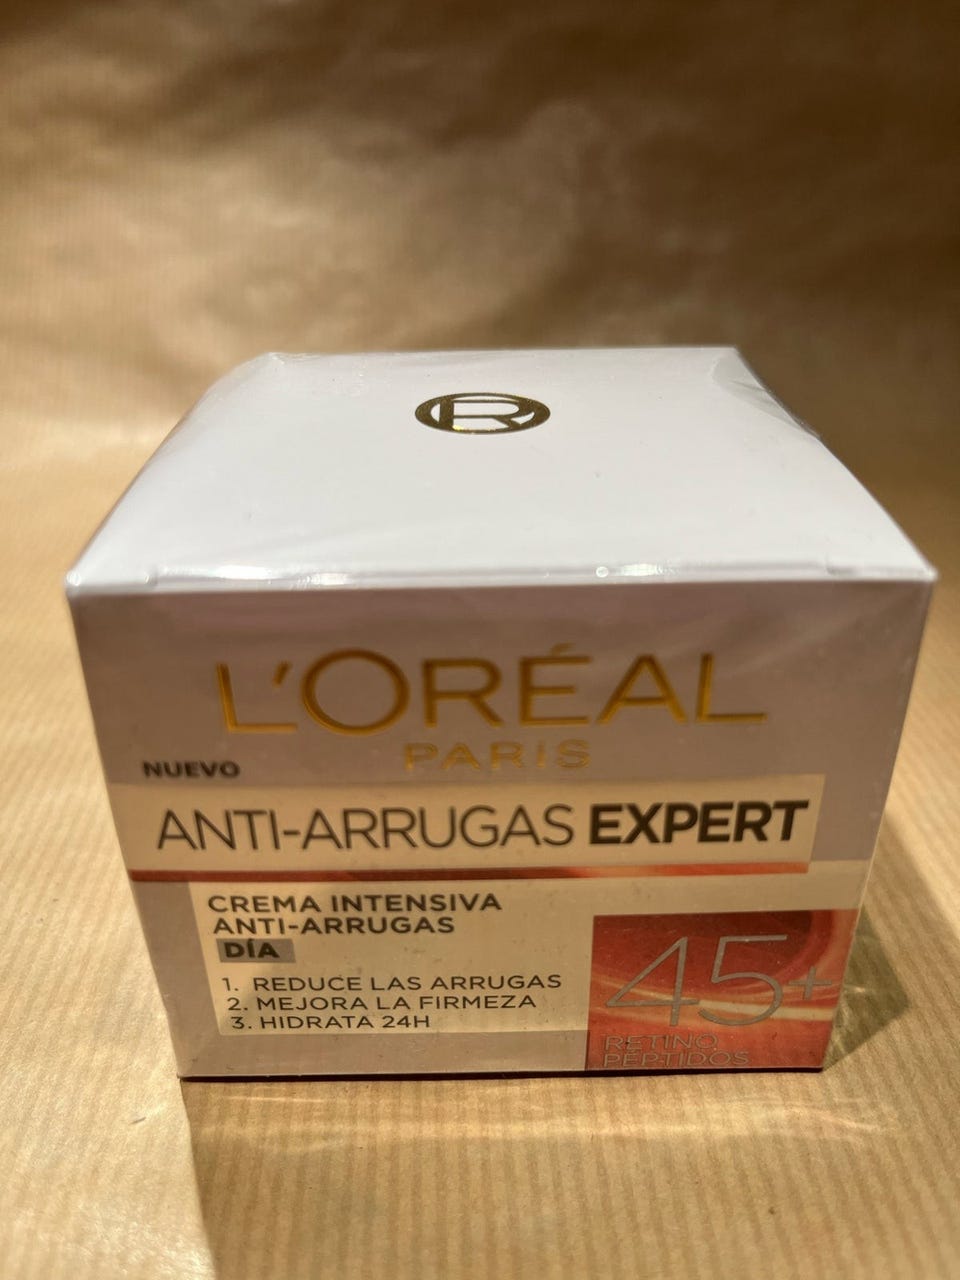 L'ORÉAL
PARIS
NUEVO
ANTI-ARRUGAS EXPERT
CREMA INTENSIVA
ANTI-ARRUGAS
DÍA
1. REDUCE LAS ARRUGAS
2. MEJORA LA FIRMEZA
3. HIDRATA 24H
45+
RETINO
PÉPTIDOS